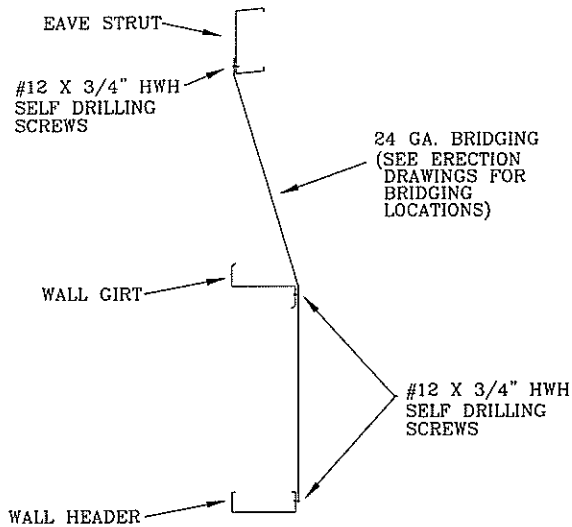 EAVE STRUT
#12 X 3/4" HWH
SELF DRILLING
SCREWS
24 GA. BRIDGING
(SEE ERECTION
DRAWINGS FOR
BRIDGING
LOCATIONS)
WALL GIRT
#12 X 3/4" HWH
SELF DRILLING
SCREWS
WALL HEADER